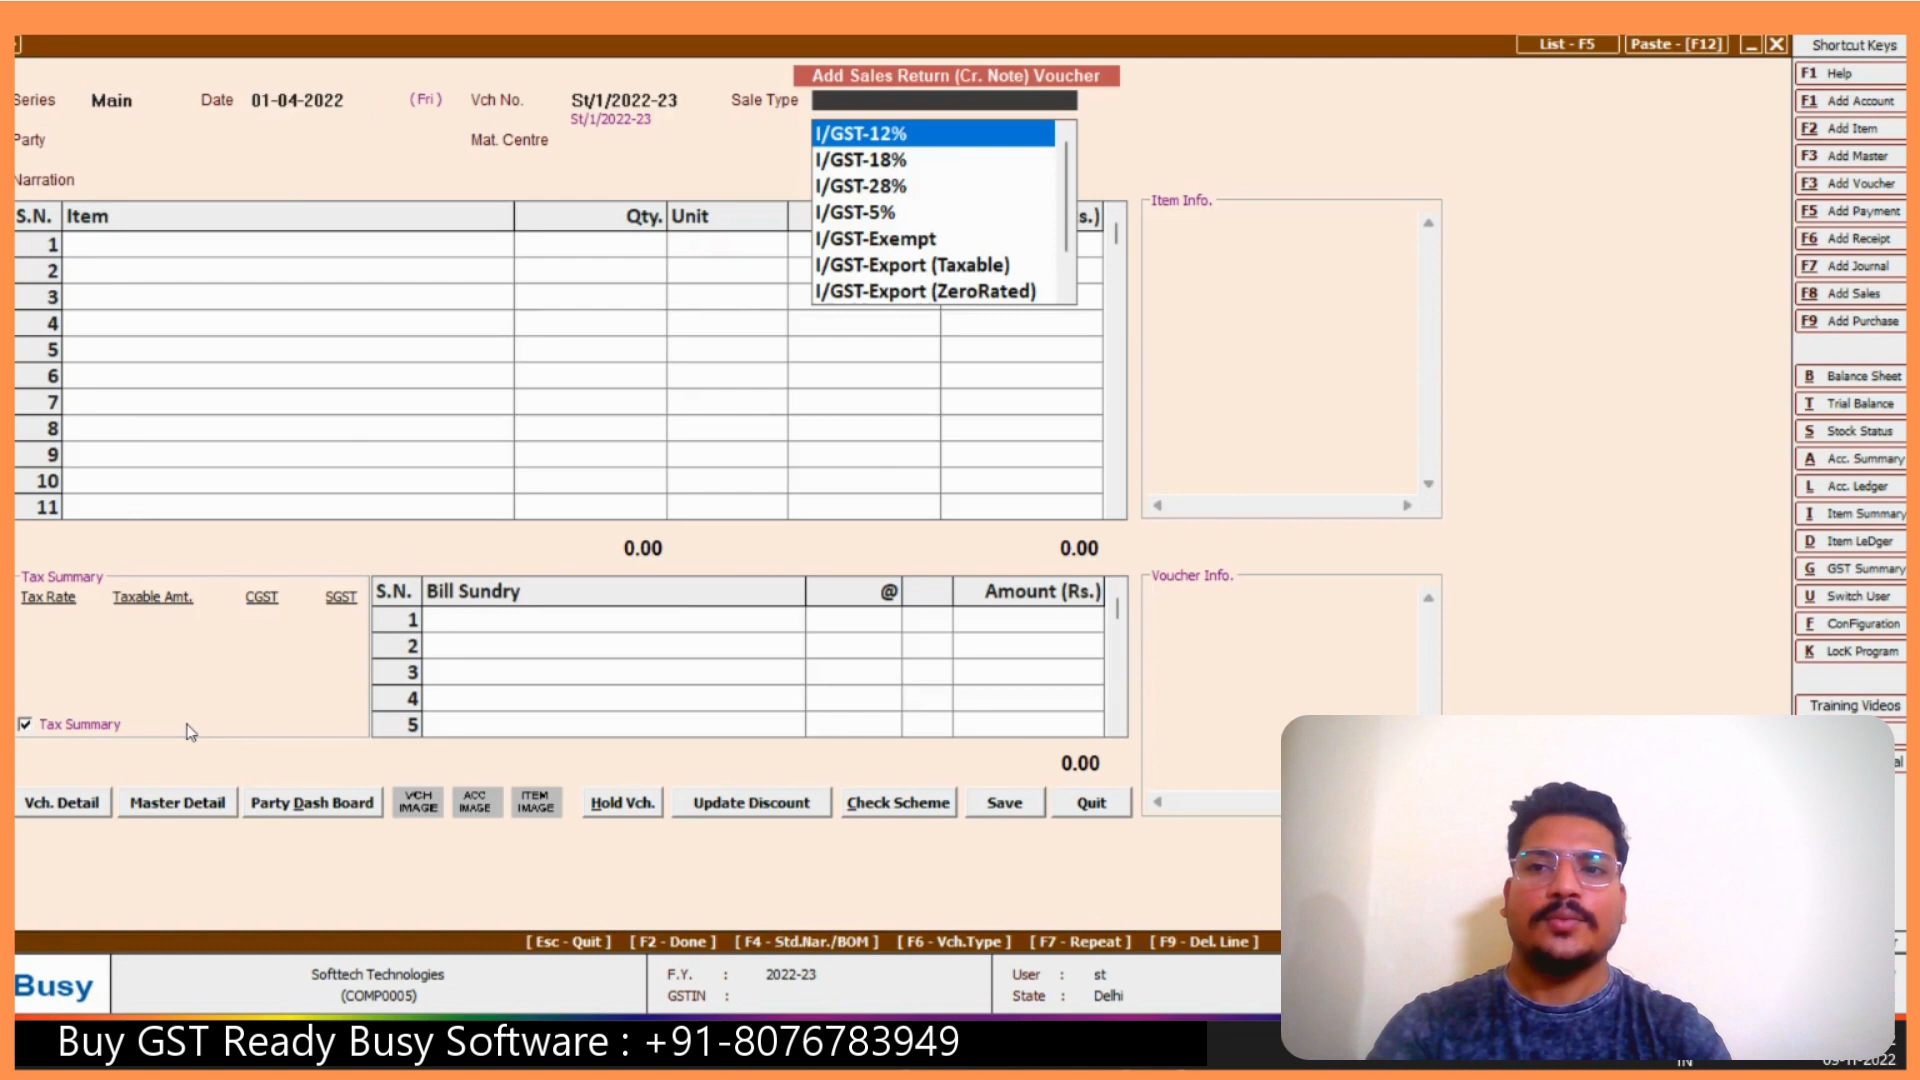 List - F5
Paste - [F12]
Shortcut Keys
Add Sales Return (Cr. Note) Voucher
Series Main
Date 01-04-2022 (Fri)
Vch No. St/1/2022-23
St/1/2022-23
Sale Type
Party
Mat. Centre
Narration
I/GST-12%
I/GST-18%
I/GST-28%
I/GST-5%
I/GST-Exempt
I/GST-Export (Taxable)
I/GST-Export (ZeroRated)
S.N. Item Qty. Unit s.)
1
2
3
4
5
6
7
8
9
10
11
0.00 0.00
Item Info.
Tax Summary
Tax Rate Taxable Amt. CGST SGST
Tax Summary
S.N. Bill Sundry @ Amount (Rs.)
1
2
3
4
5
0.00
Voucher Info.
Vch. Detail
Master Detail
Party Dash Board
VCH IMAGE
ACC IMAGE
ITEM IMAGE
Hold Vch.
Update Discount
Check Scheme
Save
Quit
F1 Help
F1 Add Account
F2 Add Item
F3 Add Master
F3 Add Voucher
F5 Add Payment
F6 Add Receipt
F7 Add Journal
F8 Add Sales
F9 Add Purchase
B Balance Sheet
T Trial Balance
S Stock Status
A Acc. Summary
L Acc. Ledger
I Item Summary
D Item LeDger
G GST Summary
U Switch User
F ConFiguration
K LocK Program
Training Videos
[ Esc - Quit ] [ F2 - Done ] [ F4 - Std.Nar./BOM ] [ F6 - Vch.Type ] [ F7 - Repeat ] [ F9 - Del. Line ]
Busy
Softtech Technologies
(COMP0005)
F.Y. : 2022-23
GSTIN :
User : st
State : Delhi
Buy GST Ready Busy Software : +91-8076783949